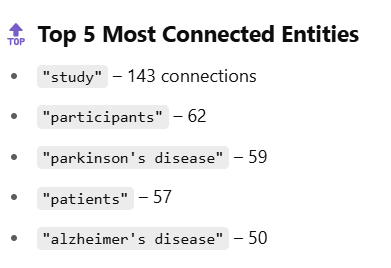 TOP Top 5 Most Connected Entities
"study" – 143 connections
"participants" – 62
"parkinson's disease" – 59
"patients" – 57
"alzheimer's disease" – 50